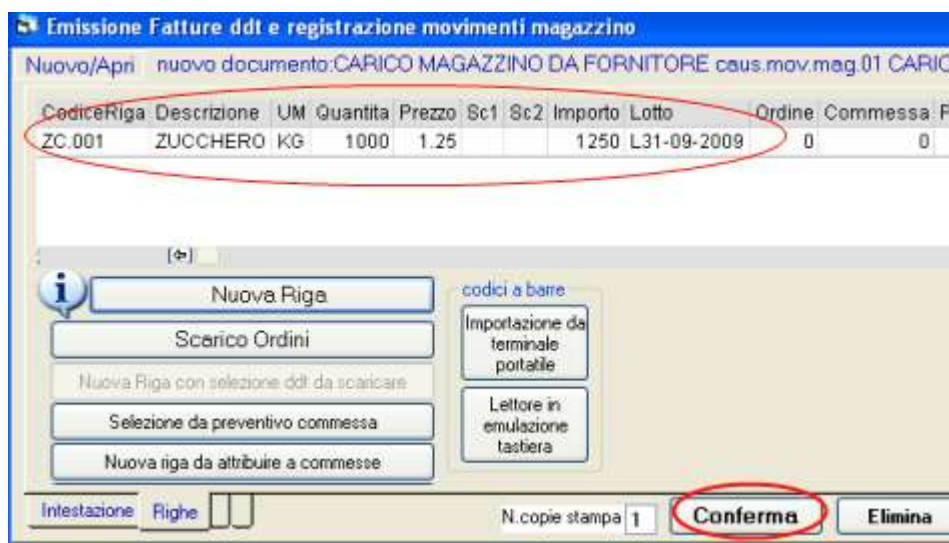 Emissione Fatture ddt e registrazione movimenti magazzino
Nuovo/Apri nuovo documento:CARICO MAGAZZINO DA FORNITORE caus.mov.mag.01 CARIC
CodiceRiga Descrizione UM Quantita Prezzo Sc1 Sc2 Importo Lotto Ordine Commessa
ZC.001 ZUCCHERO KG 1000 1.25 1250 L31-09-2009 0 0
Nuova Riga
Scarico Ordini
Nuova Riga con selezione ddt da scaricare
Selezione da preventivo commessa
Nuova riga da attribuire a commesse
codici a barre
Importazione da
terminale
portatile
Lettore in
emulazione
tastiera
Intestazione Righe N.copie stampa 1 Conferma Elimina